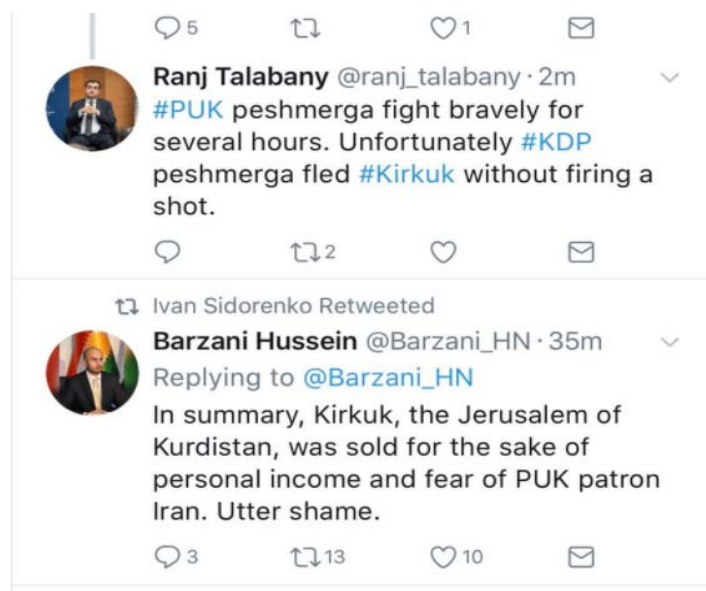 5 1
Ranj Talabany @ranj_talabany · 2m
#PUK peshmerga fight bravely for
several hours. Unfortunately #KDP
peshmerga fled #Kirkuk without firing a
shot.
2
Ivan Sidorenko Retweeted
Barzani Hussein @Barzani_HN · 35m
Replying to @Barzani_HN
In summary, Kirkuk, the Jerusalem of
Kurdistan, was sold for the sake of
personal income and fear of PUK patron
Iran. Utter shame.
3 13 10